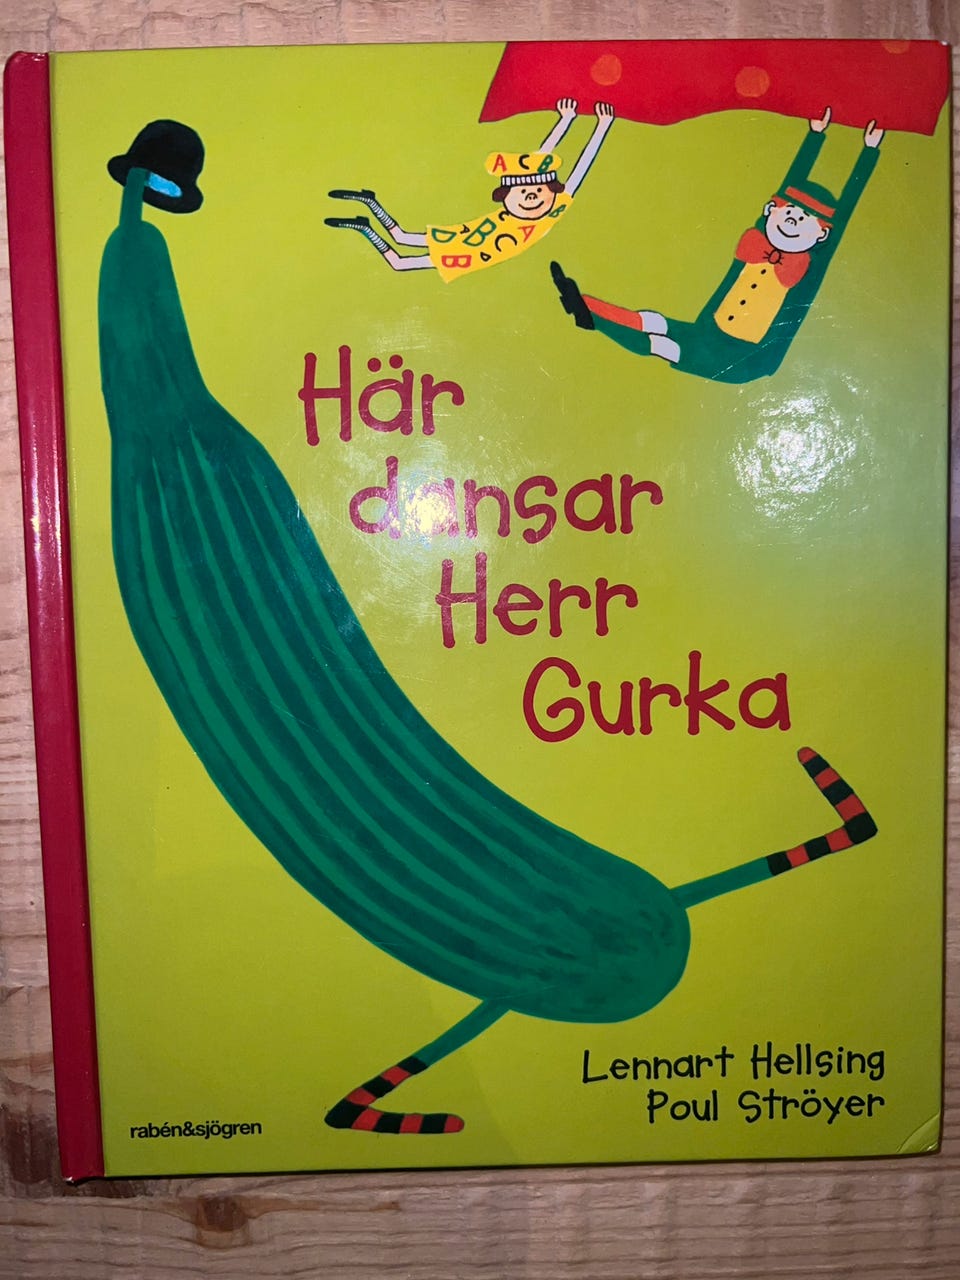 A C B
A B C A B
D B C D
B
Här
dansar
Herr
Gurka
Lennart Hellsing
Poul Ströyer
rabén&sjögren